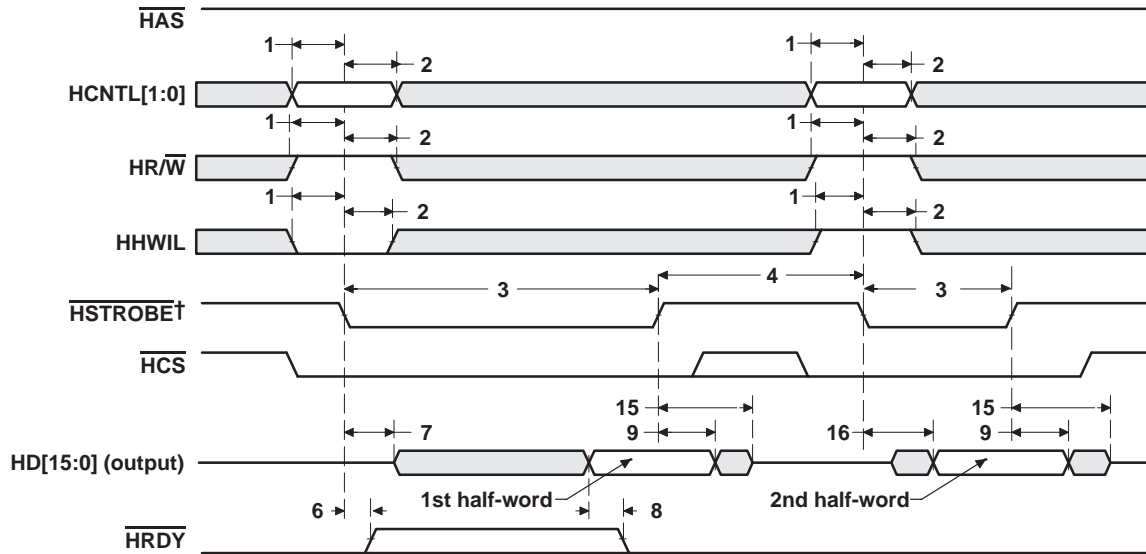 HAS
1 1
2 2
HCNTL[1:0]
1 1
2 2
HR/W
1 1
2 2
HHWIL
4
3 3
HSTROBE†
HCS
15 15
7 9 16 9
HD[15:0] (output)
1st half-word 2nd half-word
6 8
HRDY